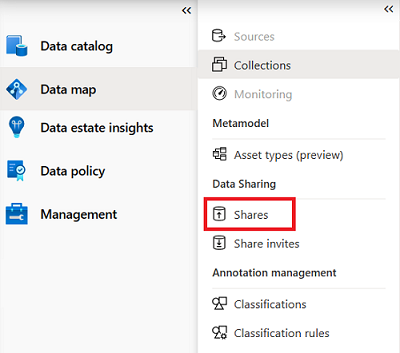 Data catalog
Data map
Data estate insights
Data policy
Management
Sources
Collections
Monitoring
Metamodel
Asset types (preview)
Data Sharing
Shares
Share invites
Annotation management
Classifications
Classification rules